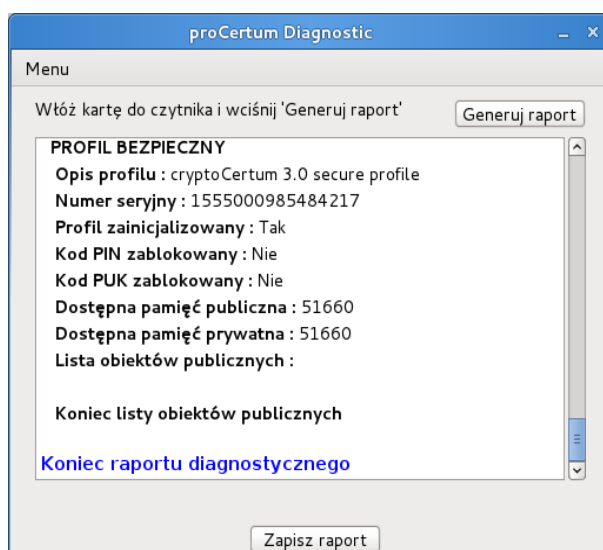 proCertum Diagnostic
Menu
Włóż kartę do czytnika i wciśnij 'Generuj raport'
Generuj raport
PROFIL BEZPIECZNY
Opis profilu : cryptoCertum 3.0 secure profile
Numer seryjny : 1555000985484217
Profil zainicjalizowany : Tak
Kod PIN zablokowany : Nie
Kod PUK zablokowany : Nie
Dostępna pamięć publiczna : 51660
Dostępna pamięć prywatna : 51660
Lista obiektów publicznych :
Koniec listy obiektów publicznych
Koniec raportu diagnostycznego
Zapisz raport